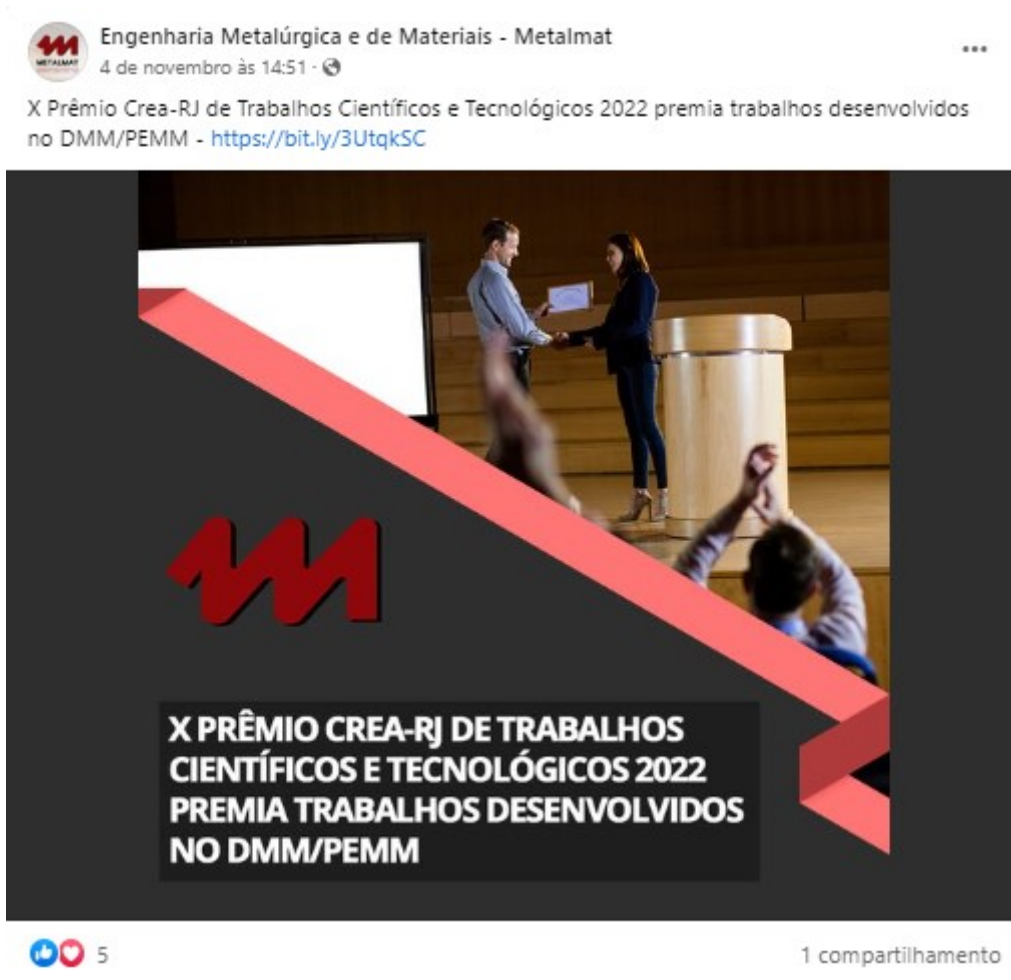 Engenharia Metalúrgica e de Materiais - Metalmat
METALMAT
4 de novembro às 14:51 ·
X Prêmio Crea-RJ de Trabalhos Científicos e Tecnológicos 2022 premia trabalhos desenvolvidos
no DMM/PEMM - https://bit.ly/3UtqkSC
X PRÊMIO CREA-RJ DE TRABALHOS
CIENTÍFICOS E TECNOLÓGICOS 2022
PREMIA TRABALHOS DESENVOLVIDOS
NO DMM/PEMM
5
1 compartilhamento